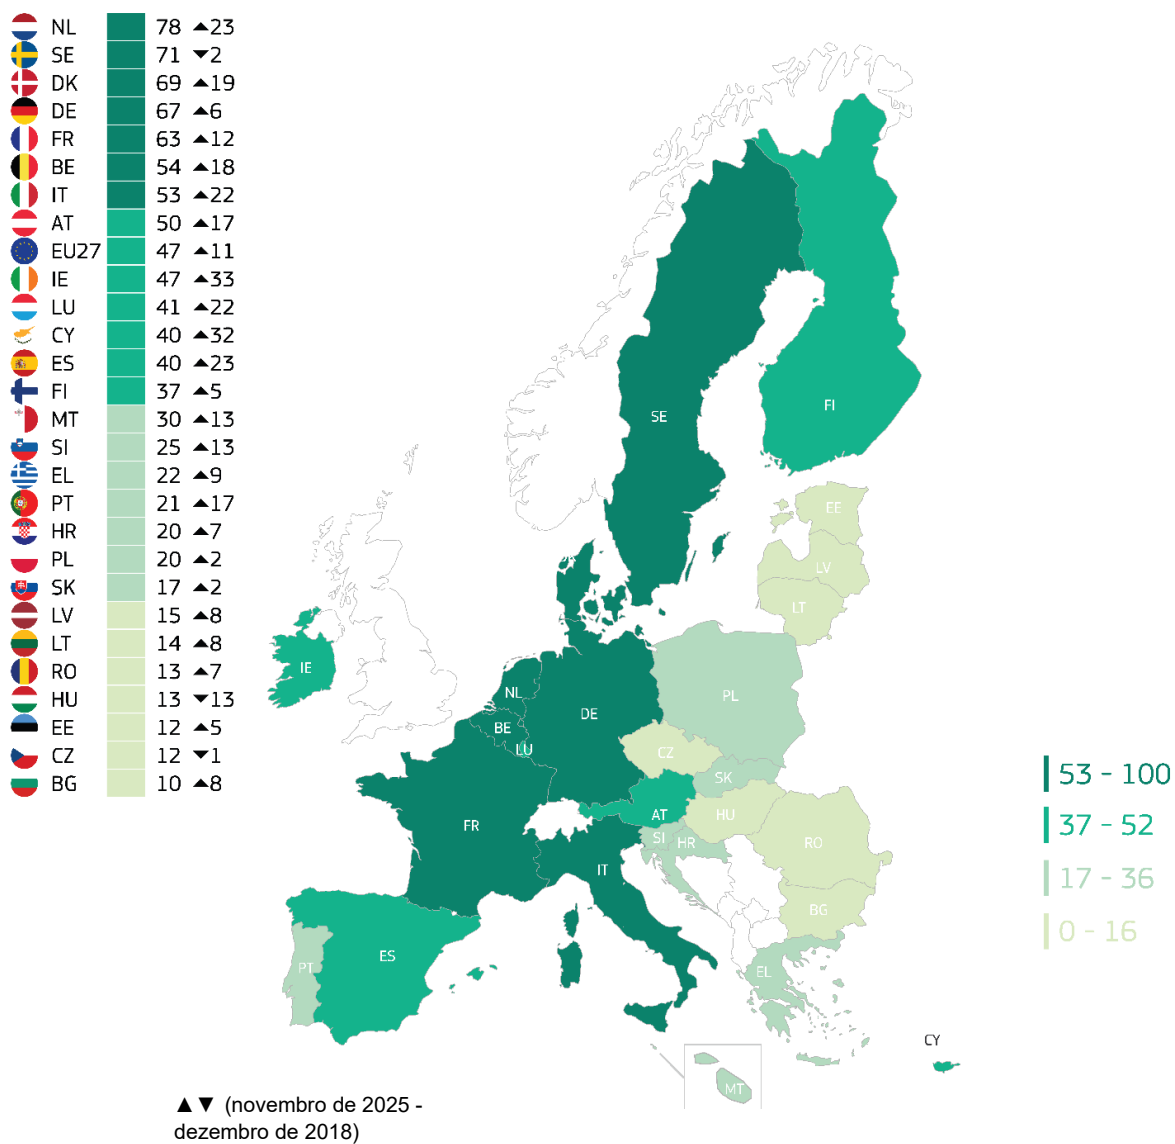 NL 78 ▲23
SE 71 ▼2
DK 69 ▲19
DE 67 ▲6
FR 63 ▲12
BE 54 ▲18
IT 53 ▲22
AT 50 ▲17
EU27 47 ▲11
IE 47 ▲33
LU 41 ▲22
CY 40 ▲32
ES 40 ▲23
FI 37 ▲5
MT 30 ▲13
SI 25 ▲13
EL 22 ▲9
PT 21 ▲17
HR 20 ▲7
PL 20 ▲2
SK 17 ▲2
LV 15 ▲8
LT 14 ▲8
RO 13 ▲7
HU 13 ▼13
EE 12 ▲5
CZ 12 ▼1
BG 10 ▲8
SE
FI
EE
LV
LT
IE
NL
PL
DE
BE
LU
CZ
SK
AT
HU
FR
SI
HR
RO
IT
BG
ES
PT
EL
CY
MT
53 - 100
37 - 52
17 - 36
0 - 16
▲▼ (novembro de 2025 -
dezembro de 2018)